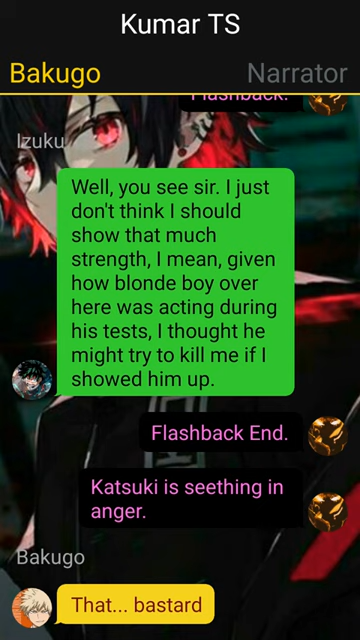 Kumar TS
Bakugo
Narrator
Flashback.
Izuku
Well, you see sir. I just
don't think I should
show that much
strength, I mean, given
how blonde boy over
here was acting during
his tests, I thought he
might try to kill me if I
showed him up.
Flashback End.
Katsuki is seething in
anger.
Bakugo
That... bastard